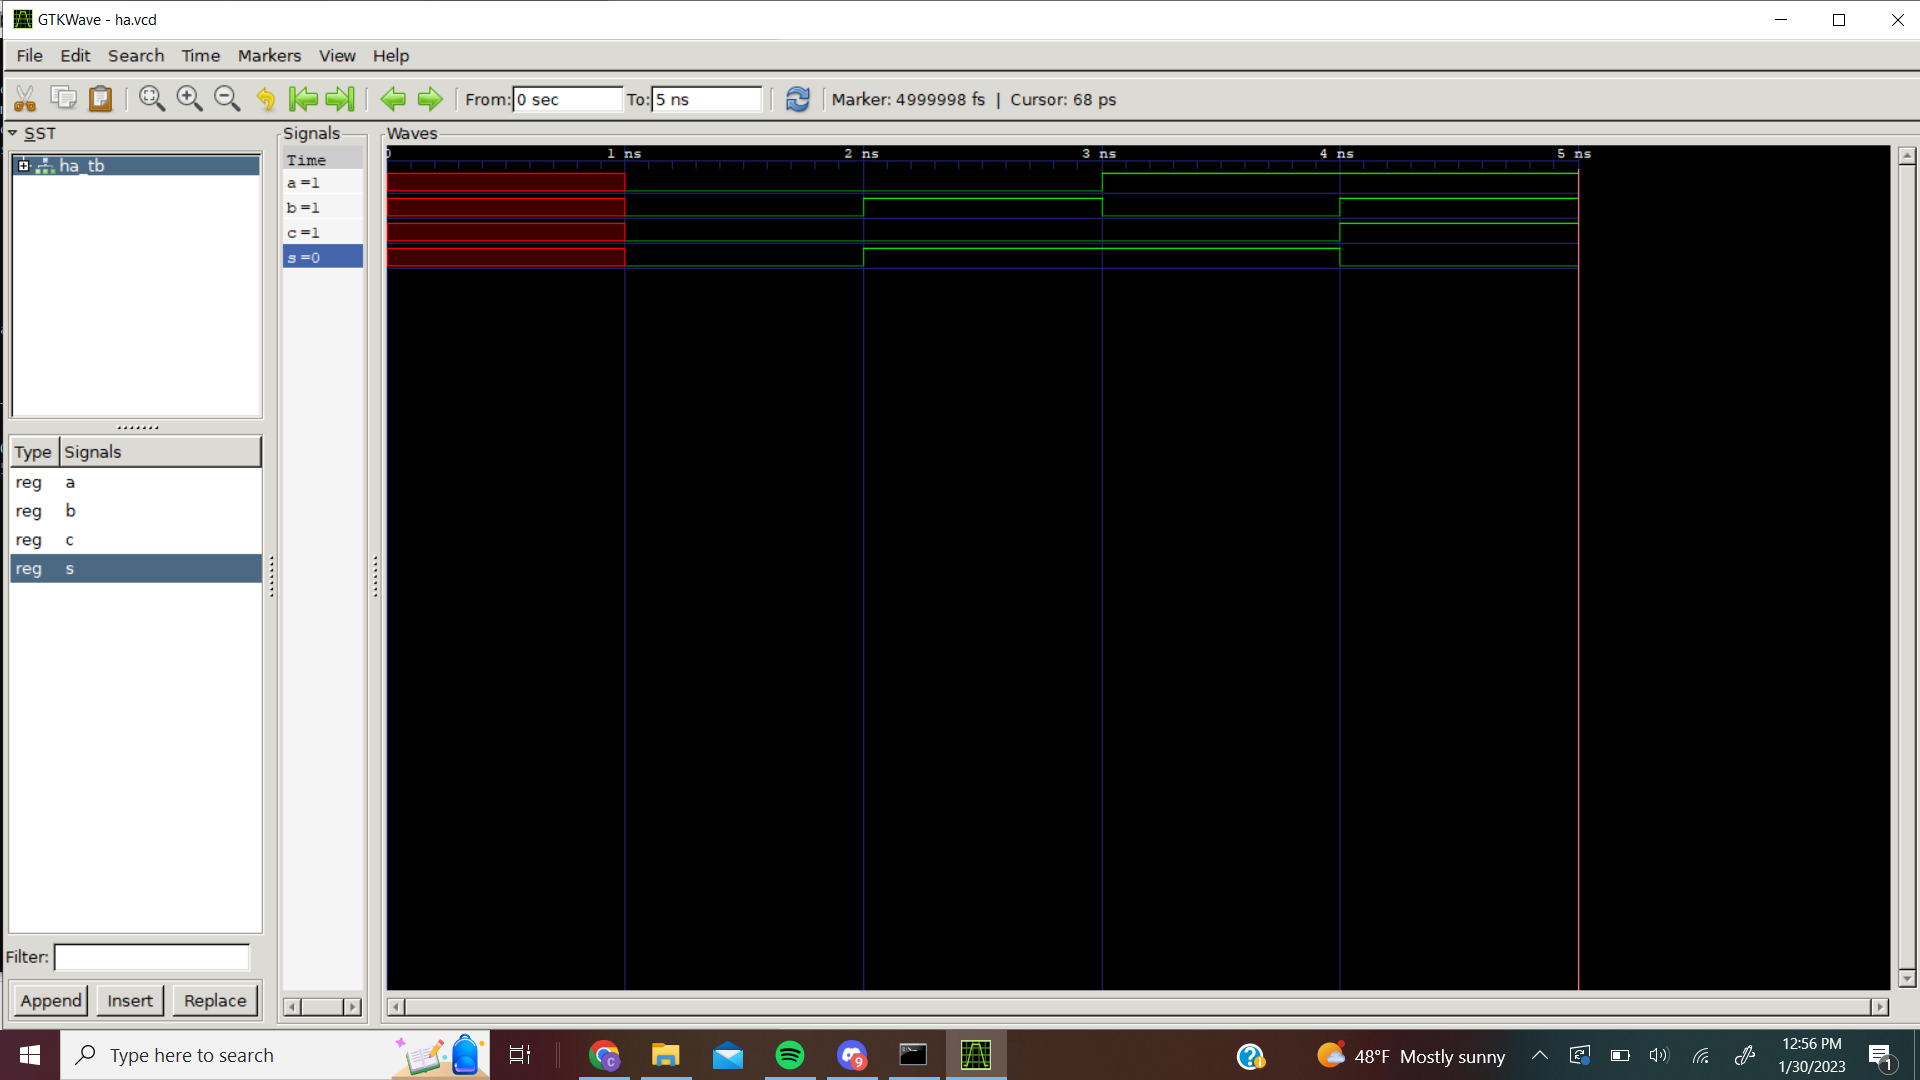 GTKWave - ha.vcd
File Edit Search Time Markers View Help
From: 0 sec To: 5 ns Marker: 4999998 fs | Cursor: 68 ps
SST
ha_tb
Type Signals
reg a
reg b
reg c
reg s
Filter:
Append Insert Replace
Signals
Time
a=1
b=1
c=1
s=0
Waves
0 1 ns 2 ns 3 ns 4 ns 5 ns
Type here to search
c
9
48°F Mostly sunny
12:56 PM
1/30/2023
1